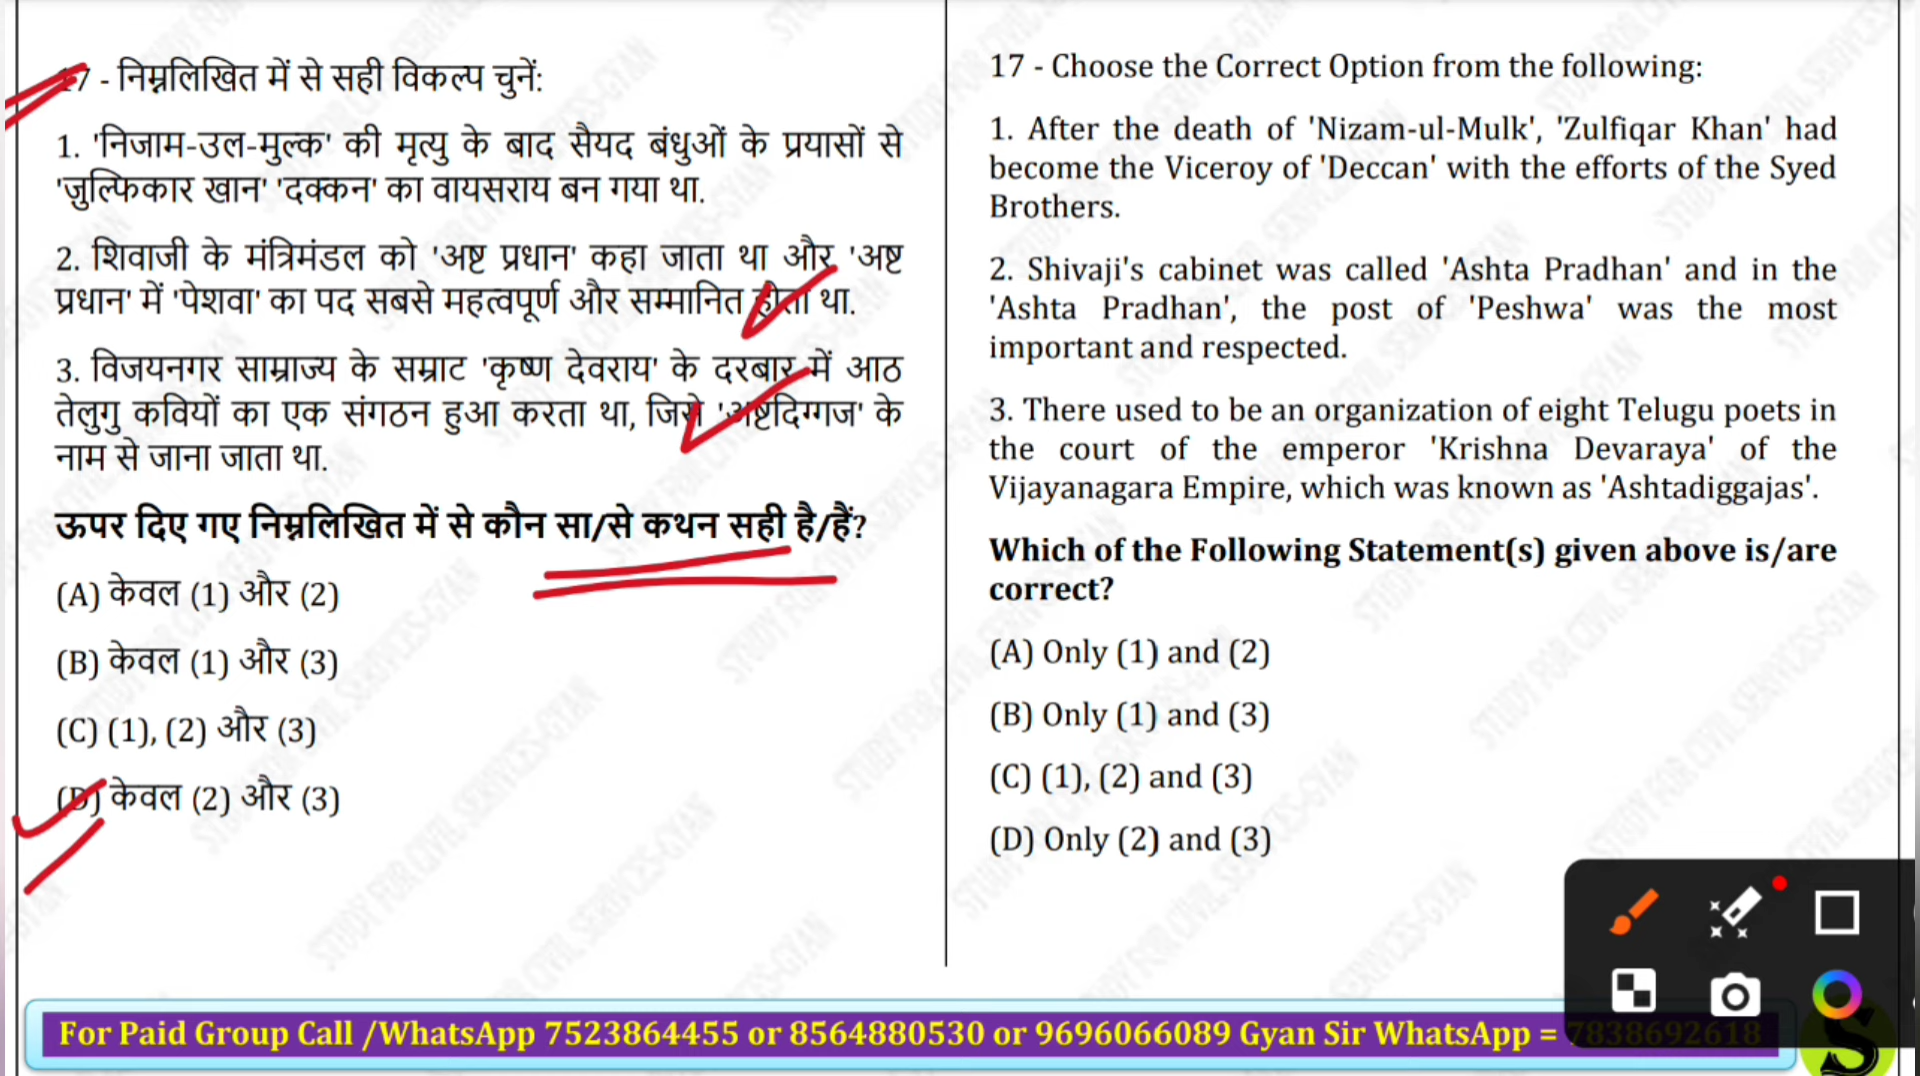 17 - निम्नलिखित में से सही विकल्प चुनें:
1. 'निजाम-उल-मुल्क' की मृत्यु के बाद सैयद बंधुओं के प्रयासों से
'ज़ुल्फिकार खान' 'दक्कन' का वायसराय बन गया था.
2. शिवाजी के मंत्रिमंडल को 'अष्ट प्रधान' कहा जाता था और 'अष्ट
प्रधान' में 'पेशवा' का पद सबसे महत्वपूर्ण और सम्मानित होता था.
3. विजयनगर साम्राज्य के सम्राट 'कृष्ण देवराय' के दरबार में आठ
तेलुगु कवियों का एक संगठन हुआ करता था, जिसे 'अष्टदिग्गज' के
नाम से जाना जाता था.
ऊपर दिए गए निम्नलिखित में से कौन सा/से कथन सही है/हैं?
(A) केवल (1) और (2)
(B) केवल (1) और (3)
(C) (1), (2) और (3)
(D) केवल (2) और (3)
17 - Choose the Correct Option from the following:
1. After the death of 'Nizam-ul-Mulk', 'Zulfiqar Khan' had
become the Viceroy of 'Deccan' with the efforts of the Syed
Brothers.
2. Shivaji's cabinet was called 'Ashta Pradhan' and in the
'Ashta Pradhan', the post of 'Peshwa' was the most
important and respected.
3. There used to be an organization of eight Telugu poets in
the court of the emperor 'Krishna Devaraya' of the
Vijayanagara Empire, which was known as 'Ashtadiggajas'.
Which of the Following Statement(s) given above is/are
correct?
(A) Only (1) and (2)
(B) Only (1) and (3)
(C) (1), (2) and (3)
(D) Only (2) and (3)
For Paid Group Call /WhatsApp 7523864455 or 8564880530 or 9696066089 Gyan Sir WhatsApp = 7838692618